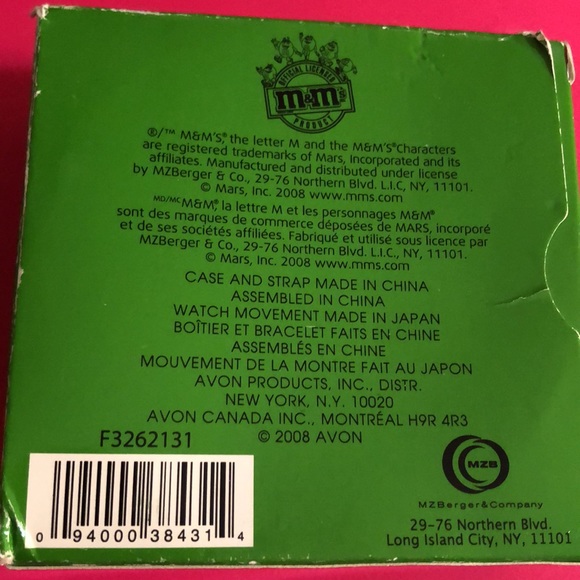 OFFICIAL LICENSED
m&m's
PRODUCT
®/™ M&M'S®, the letter M and the M&M'S® Characters
are registered trademarks of Mars, Incorporated and its
affiliates. Manufactured and distributed under license
by MZBerger & Co., 29-76 Northern Blvd. L.I.C, NY, 11101.
© Mars, Inc. 2008 www.mms.com
MD/MC M&M®, la lettre M et les personnages M&M®
sont des marques de commerce déposées de MARS, incorporé
et de ses sociétés affiliées. Fabriqué et utilisé sous licence par
MZBerger & Co., 29-76 Northern Blvd. L.I.C., NY, 11101.
© Mars, Inc. 2008 www.mms.com
CASE AND STRAP MADE IN CHINA
ASSEMBLED IN CHINA
WATCH MOVEMENT MADE IN JAPAN
BOÎTIER ET BRACELET FAITS EN CHINE
ASSEMBLÉS EN CHINE
MOUVEMENT DE LA MONTRE FAIT AU JAPON
AVON PRODUCTS, INC., DISTR.
NEW YORK, N.Y. 10020
AVON CANADA INC., MONTRÉAL H9R 4R3
F3262131 © 2008 AVON
0 94000 38431 4
MZB
MZBerger&Company
29-76 Northern Blvd.
Long Island City, NY, 11101